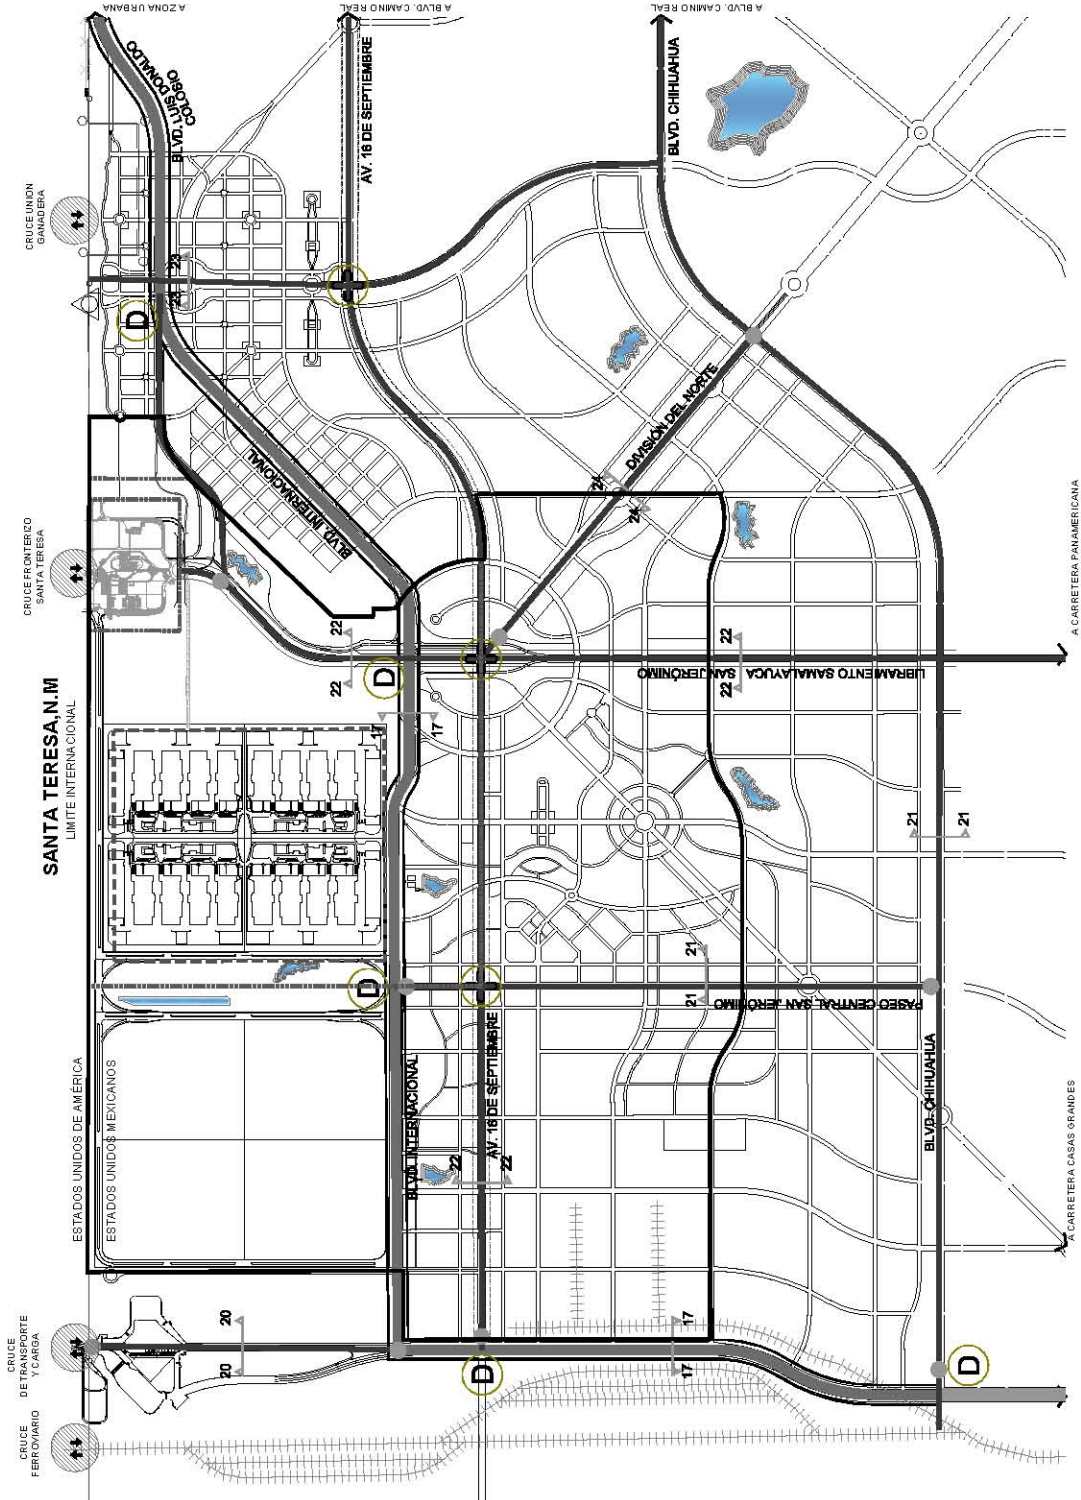 A ZONA URBANA
A BLVD. CAMINO REAL
A BLVD. CAMINO REAL
BLVD. LUIS DONALDO
COLOSIO
AV. 16 DE SEPTIEMBRE
BLVD. CHIHUAHUA
CRUCE UNION
GANADERA
23
23
D
DIVISIÓN DEL NORTE
BLVD. INTERNACIONAL
24
24
CRUCE FRONTERIZO
SANTA TERESA
A CARRETERA PANAMERICANA
22
22
D
22
22
LIBRAMIENTO SAMALAYUCA SAN JERÓNIMO
SANTA TERESA, N.M
LIMITE INTERNACIONAL
17
17
21
21
21
21
D
PASEO CENTRAL SAN JERÓNIMO
ESTADOS UNIDOS DE AMÉRICA
ESTADOS UNIDOS MEXICANOS
BLVD. INTERNACIONAL
AV. 16 DE SEPTIEMBRE
BLVD. CHIHUAHUA
22
22
A CARRETERA CASAS GRANDES
CRUCE
DE TRANSPORTE
Y CARGA
20
20
17
17
D
D
CRUCE
FERROVIARIO